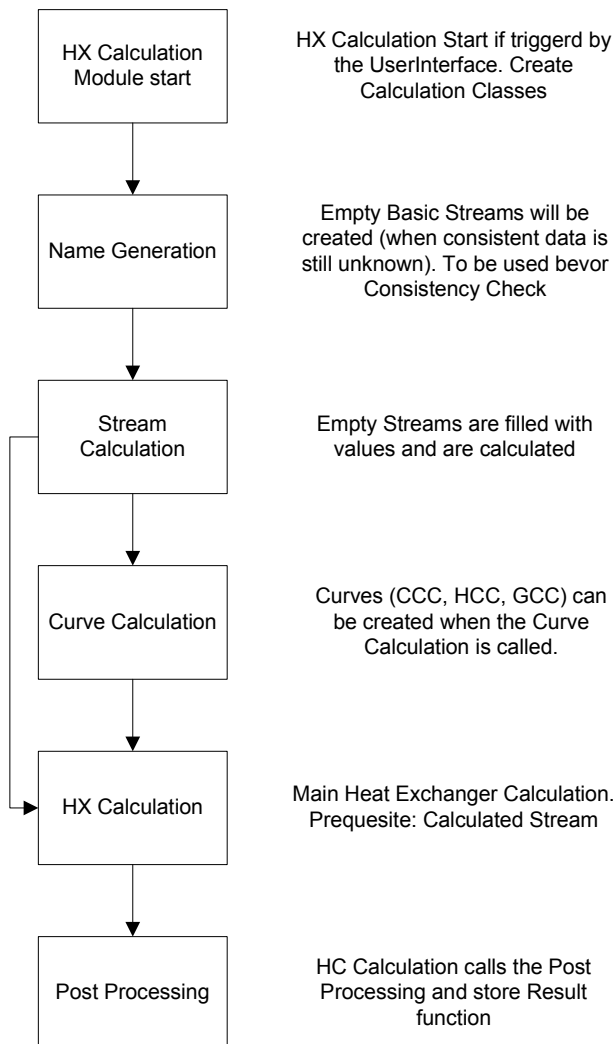 HX Calculation
Module start
HX Calculation Start if triggerd by
the UserInterface. Create
Calculation Classes
Name Generation
Empty Basic Streams will be
created (when consistent data is
still unknown). To be used bevor
Consistency Check
Stream
Calculation
Empty Streams are filled with
values and are calculated
Curve Calculation
Curves (CCC, HCC, GCC) can
be created when the Curve
Calculation is called.
HX Calculation
Main Heat Exchanger Calculation.
Prequesite: Calculated Stream
Post Processing
HC Calculation calls the Post
Processing and store Result
function